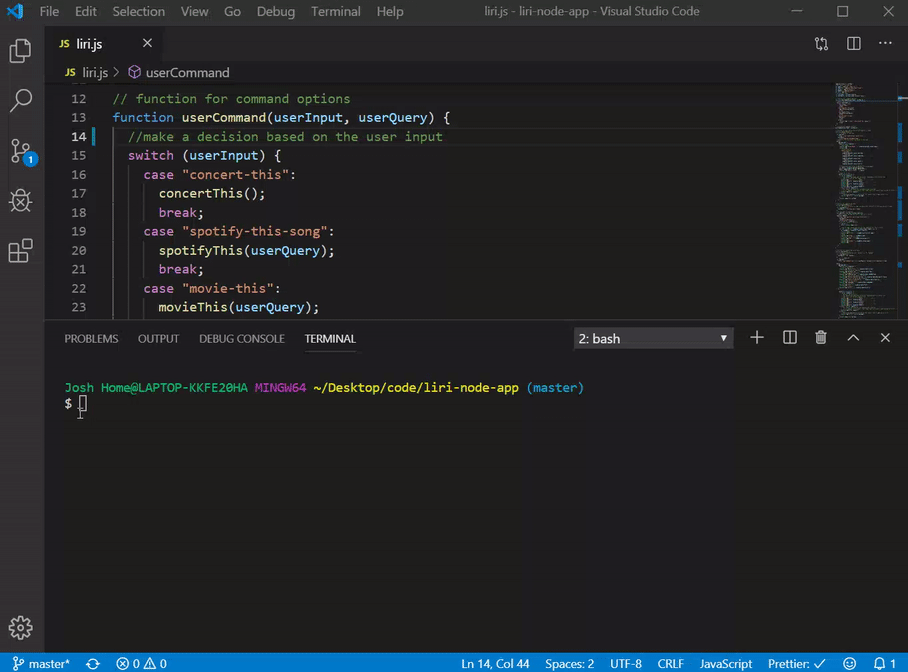 File Edit Selection View Go Debug Terminal Help liri.js - liri-node-app - Visual Studio Code
JS liri.js
JS liri.js > userCommand
12 // function for command options
13 function userCommand(userInput, userQuery) {
14 //make a decision based on the user input
15 switch (userInput) {
16 case "concert-this":
17 concertThis();
18 break;
19 case "spotify-this-song":
20 spotifyThis(userQuery);
21 break;
22 case "movie-this":
23 movieThis(userQuery);
1
PROBLEMS OUTPUT DEBUG CONSOLE TERMINAL 2: bash
Josh Home@LAPTOP-KKFE20HA MINGW64 ~/Desktop/code/liri-node-app (master)
$
master* 0 0 Ln 14, Col 44 Spaces: 2 UTF-8 CRLF JavaScript Prettier: ✓ 1